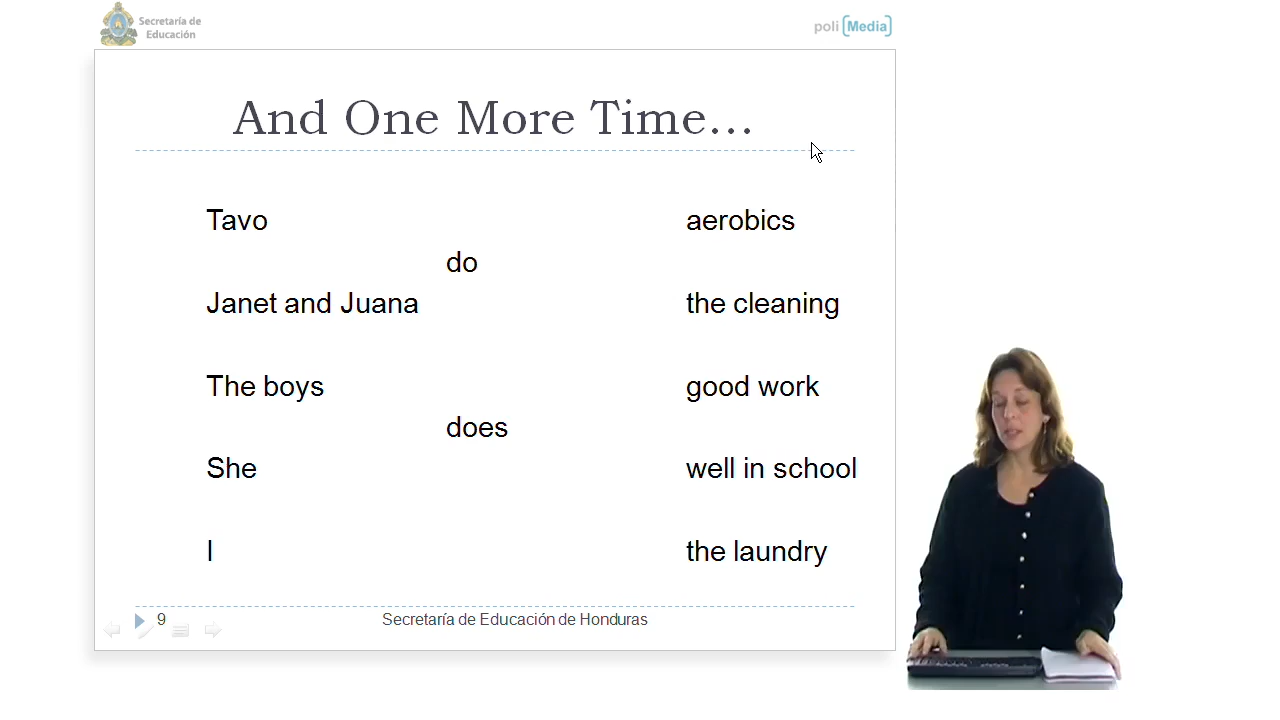 Secretaría de
Educación
poli [Media]
And One More Time...
Tavo
aerobics
do
Janet and Juana
the cleaning
The boys
good work
does
She
well in school
I
the laundry
9
Secretaría de Educación de Honduras